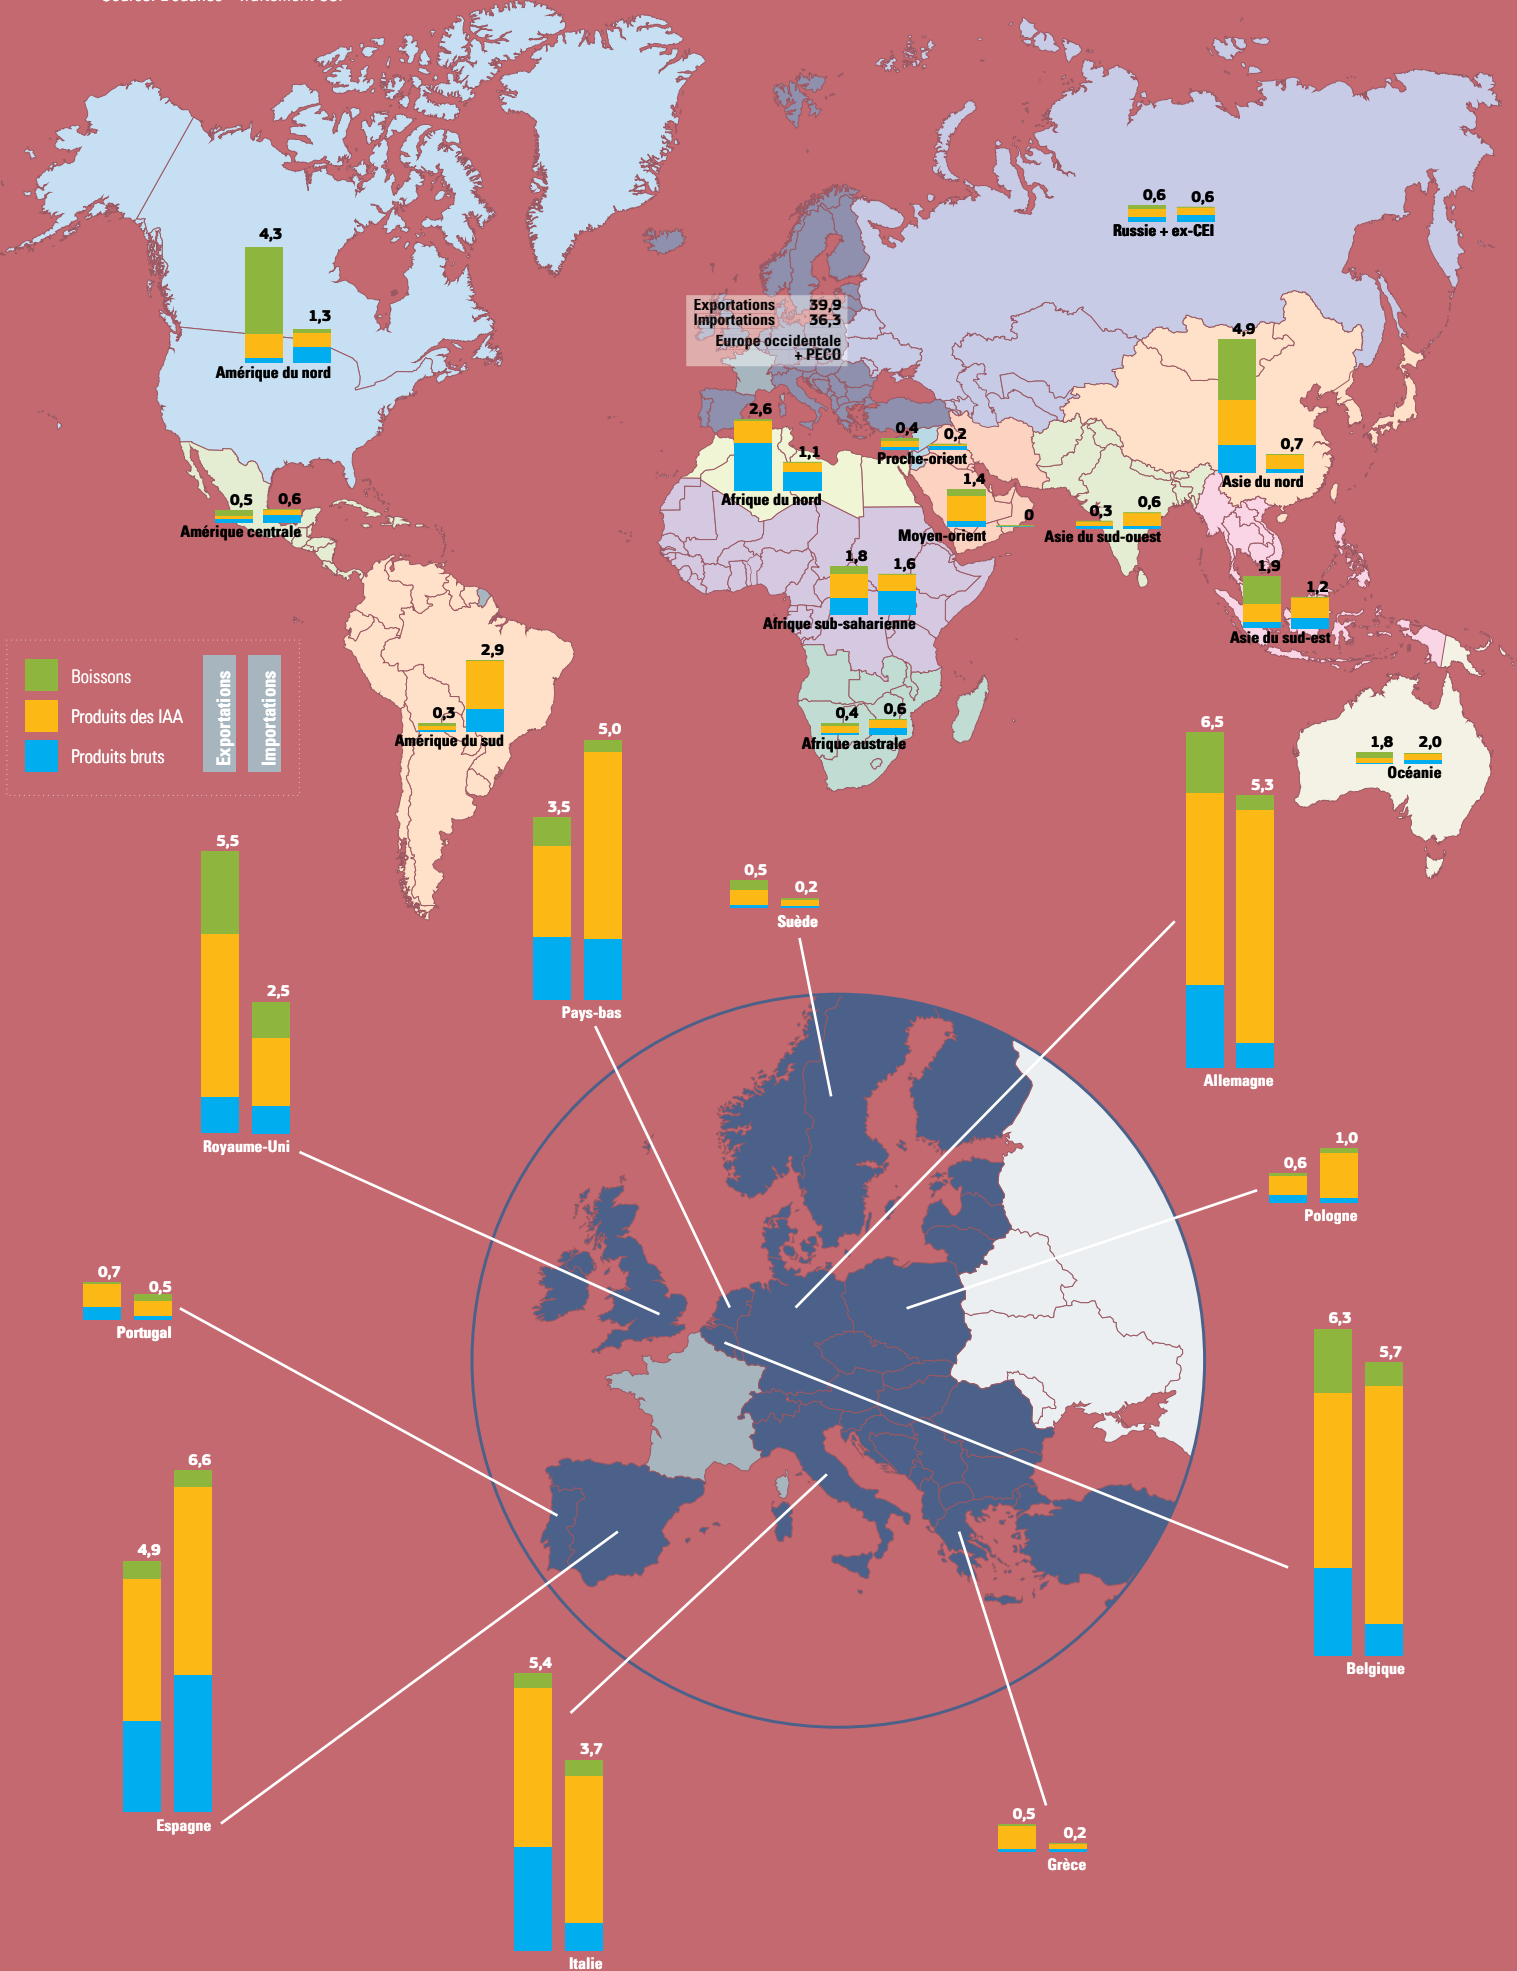 Source: Douanes - Traitement SSP
0,6 0,6
Russie + ex-CEI
4,3
1,3
Amérique du nord
Exportations 39,9
Importations 36,3
Europe occidentale
+ PECO
4,9
0,7
Asie du nord
2,6
1,1
Afrique du nord
0,4 0,2
Proche-orient
1,4
0
Moyen-orient
0,3 0,6
Asie du sud-ouest
0,5 0,6
Amérique centrale
1,8 1,6
Afrique sub-saharienne
1,9
1,2
Asie du sud-est
Boissons
Produits des IAA
Produits bruts
Exportations
Importations
2,9
0,3
Amérique du sud
0,4 0,6
Afrique australe
1,8 2,0
Océanie
6,5
5,3
Allemagne
5,0
3,5
Pays-bas
5,5
2,5
Royaume-Uni
0,5
0,2
Suède
1,0
0,6
Pologne
0,7
0,5
Portugal
6,3
5,7
Belgique
6,6
4,9
Espagne
5,4
3,7
Italie
0,5
0,2
Grèce